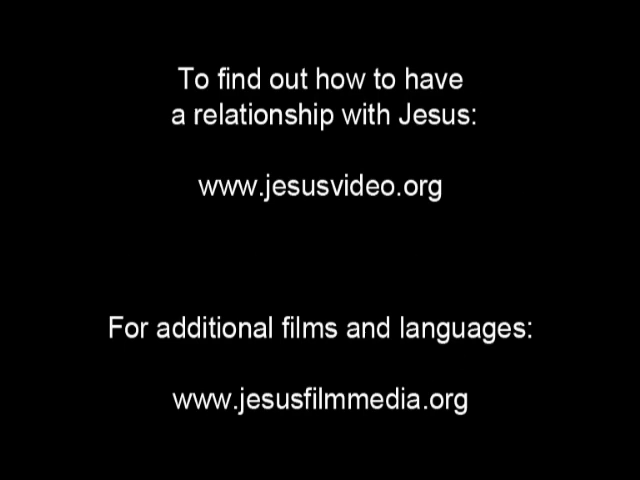 To find out how to have
a relationship with Jesus:
www.jesusvideo.org
For additional films and languages:
www.jesusfilmmedia.org